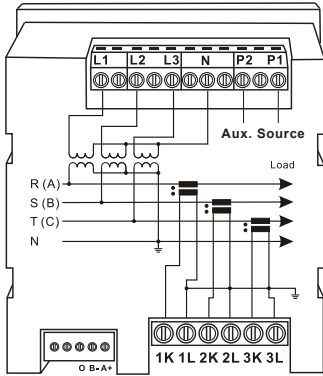 L1 L2 L3 N P2 P1
Aux. Source
Load
R (A)
S (B)
T (C)
N
O B- A+
1K 1L 2K 2L 3K 3L